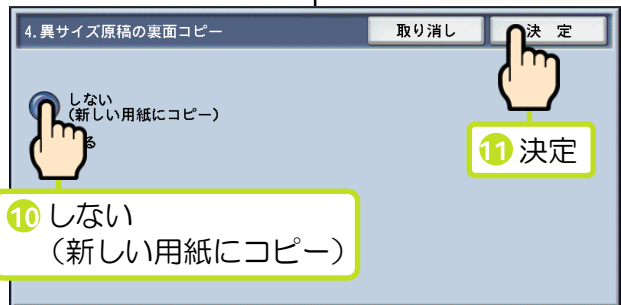 4.異サイズ原稿の裏面コピー
取り消し
決 定
しない
(新しい用紙にコピー)
る
11 決定
10 しない
(新しい用紙にコピー)